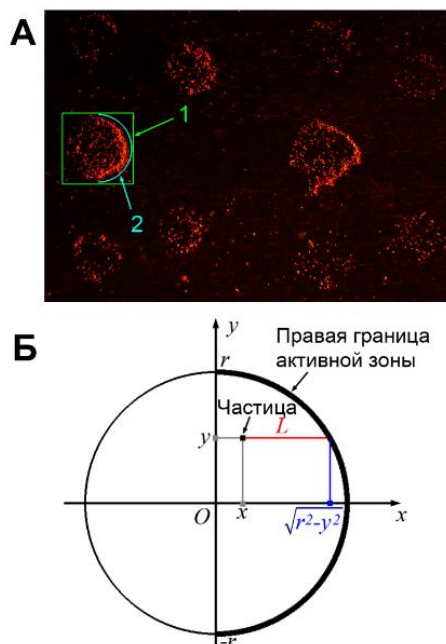 А
1
2
Б
y
r
Правая граница
активной зоны
Частица
y
L
O
x
√r²-y²
x
-r